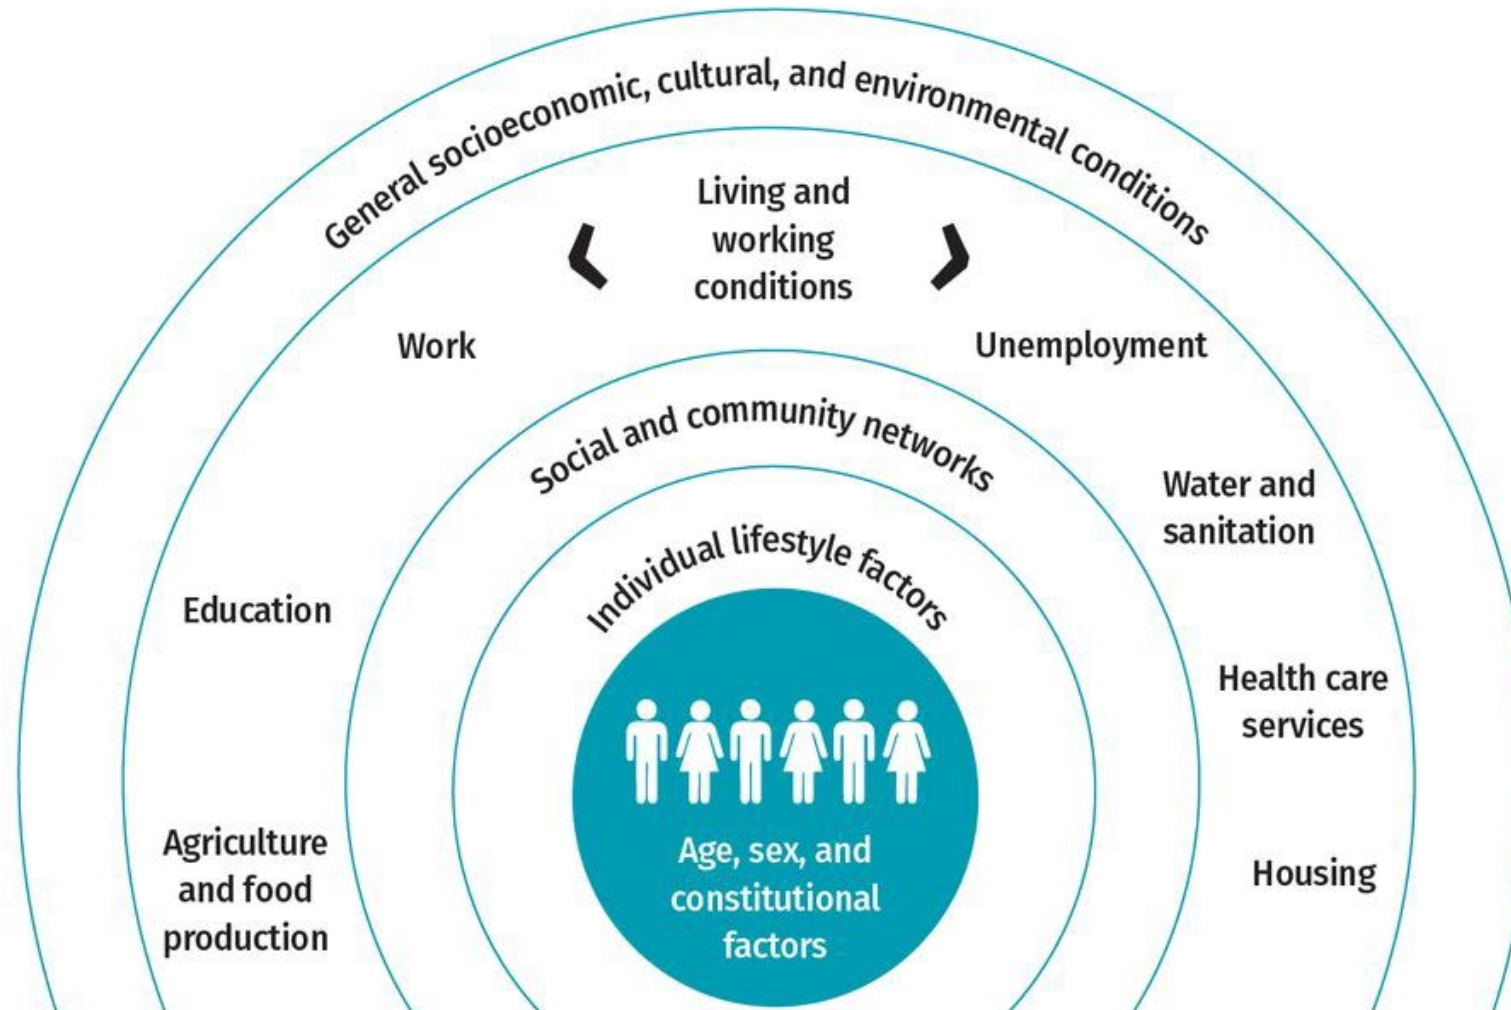 General socioeconomic, cultural, and environmental conditions
Living and
working
conditions
Work
Unemployment
Social and community networks
Water and
sanitation
Individual lifestyle factors
Education
Health care
services
Agriculture
and food
production
Housing
Age, sex, and
constitutional
factors